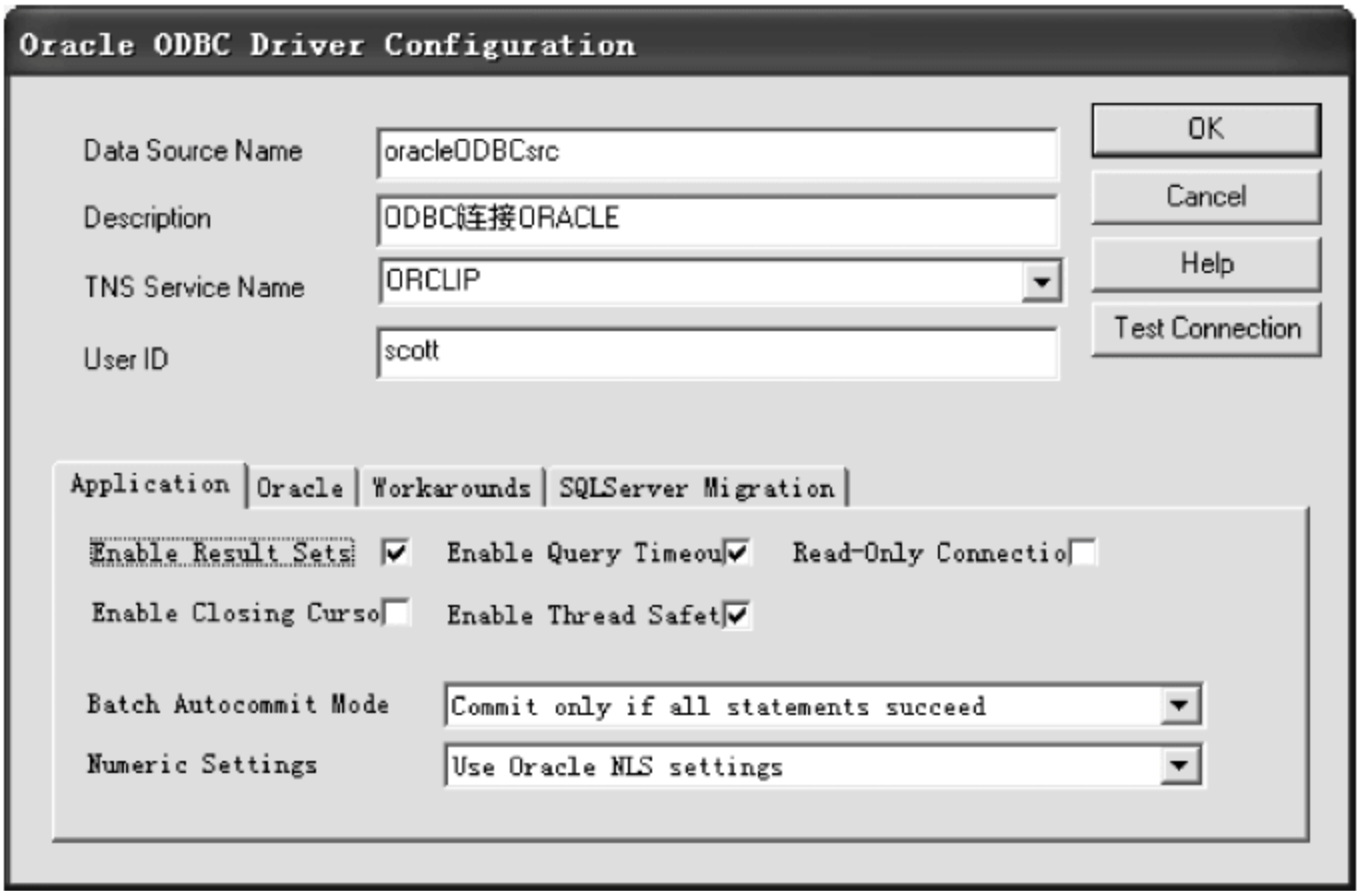 Oracle ODBC Driver Configuration
Data Source Name oracleODBCsrc
OK
Description ODBC连接ORACLE
Cancel
TNS Service Name ORCLIP
Help
User ID scott
Test Connection
Application Oracle Workarounds SQLServer Migration
Enable Result Sets Enable Query Timeou Read-Only Connectio
Enable Closing Curso Enable Thread Safet
Batch Autocommit Mode Commit only if all statements succeed
Numeric Settings Use Oracle NLS settings